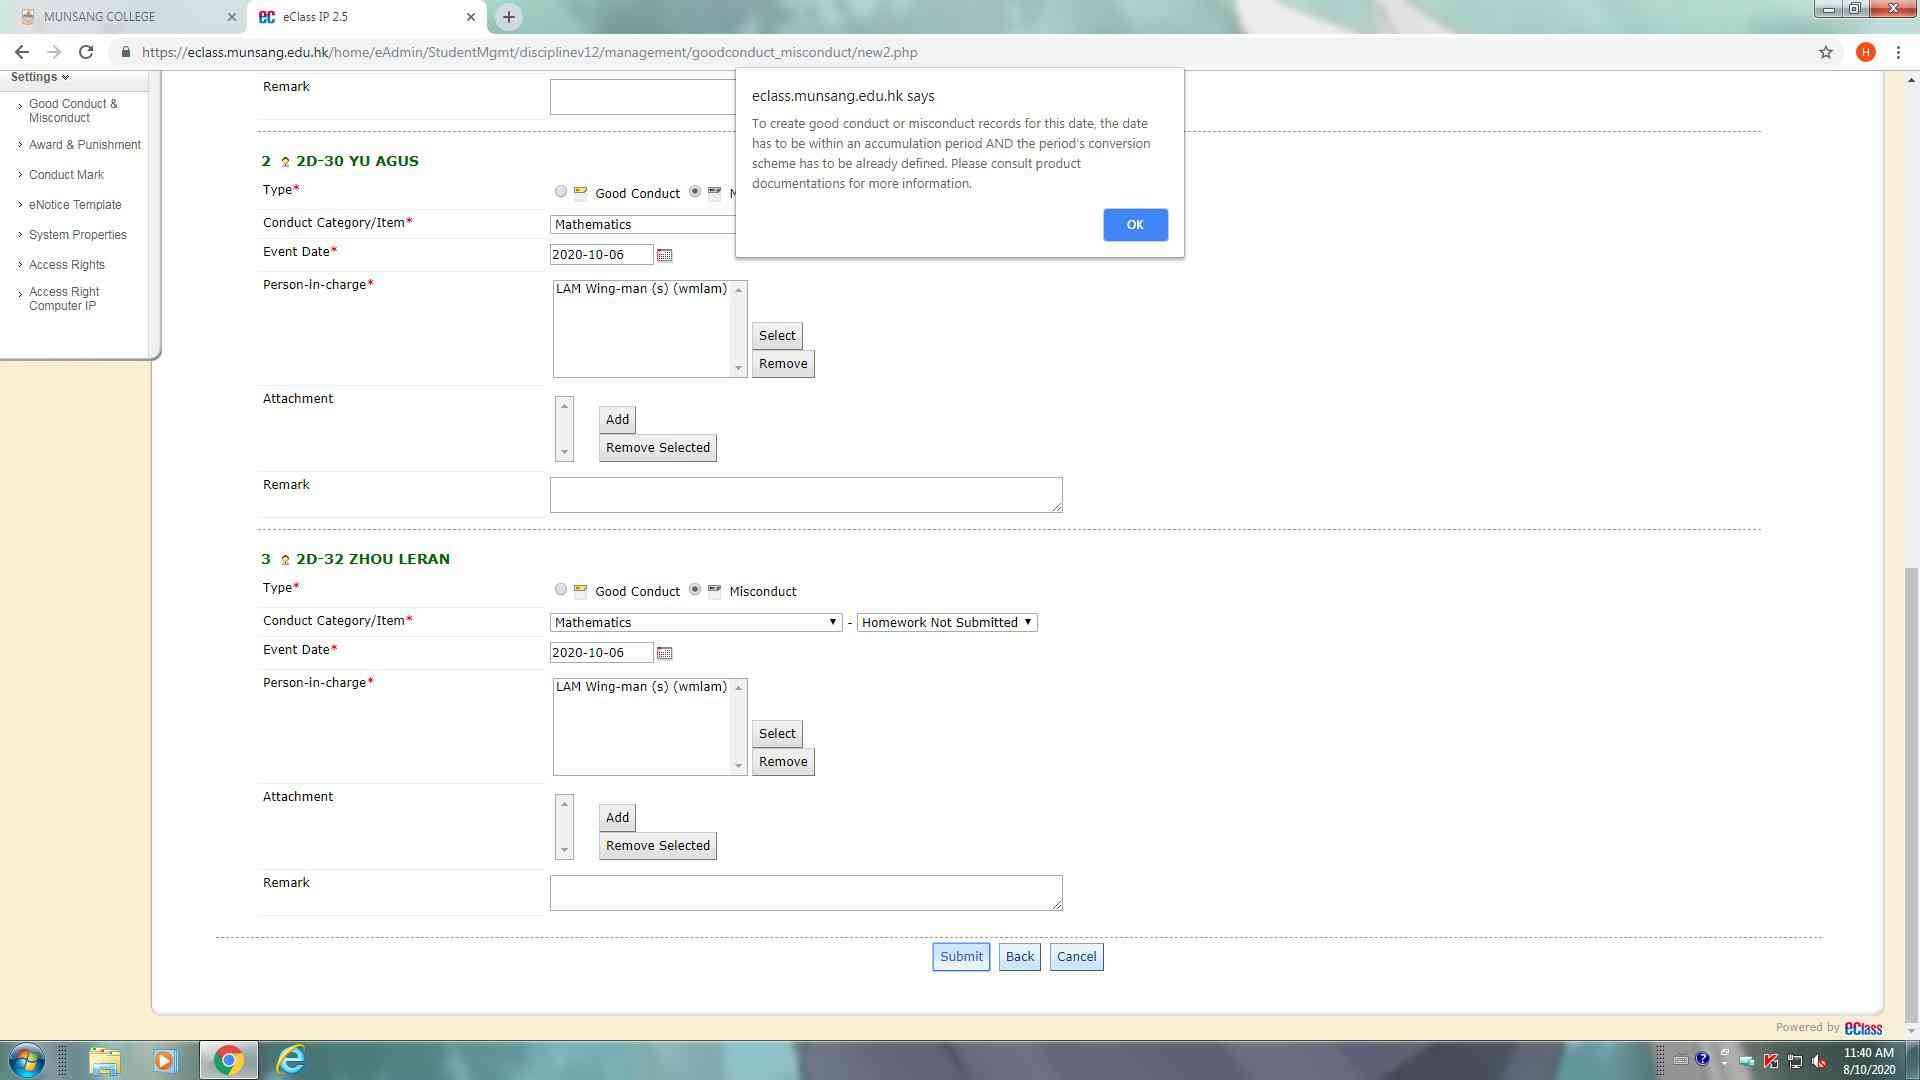 MUNSANG COLLEGE
eClass IP 2.5
https://eclass.munsang.edu.hk/home/eAdmin/StudentMgmt/disciplinev12/management/goodconduct_misconduct/new2.php
H
Settings
Good Conduct &
Misconduct
Award & Punishment
Conduct Mark
eNotice Template
System Properties
Access Rights
Access Right
Computer IP
Remark
eclass.munsang.edu.hk says
To create good conduct or misconduct records for this date, the date
has to be within an accumulation period AND the period's conversion
scheme has to be already defined. Please consult product
documentations for more information.
OK
2 2D-30 YU AGUS
Type* Good Conduct M
Conduct Category/Item* Mathematics
Event Date* 2020-10-06
Person-in-charge* LAM Wing-man (s) (wmlam)
Select
Remove
Attachment
Add
Remove Selected
Remark
3 2D-32 ZHOU LERAN
Type* Good Conduct Misconduct
Conduct Category/Item* Mathematics - Homework Not Submitted
Event Date* 2020-10-06
Person-in-charge* LAM Wing-man (s) (wmlam)
Select
Remove
Attachment
Add
Remove Selected
Remark
Submit Back Cancel
Powered by eClass
11:40 AM
8/10/2020